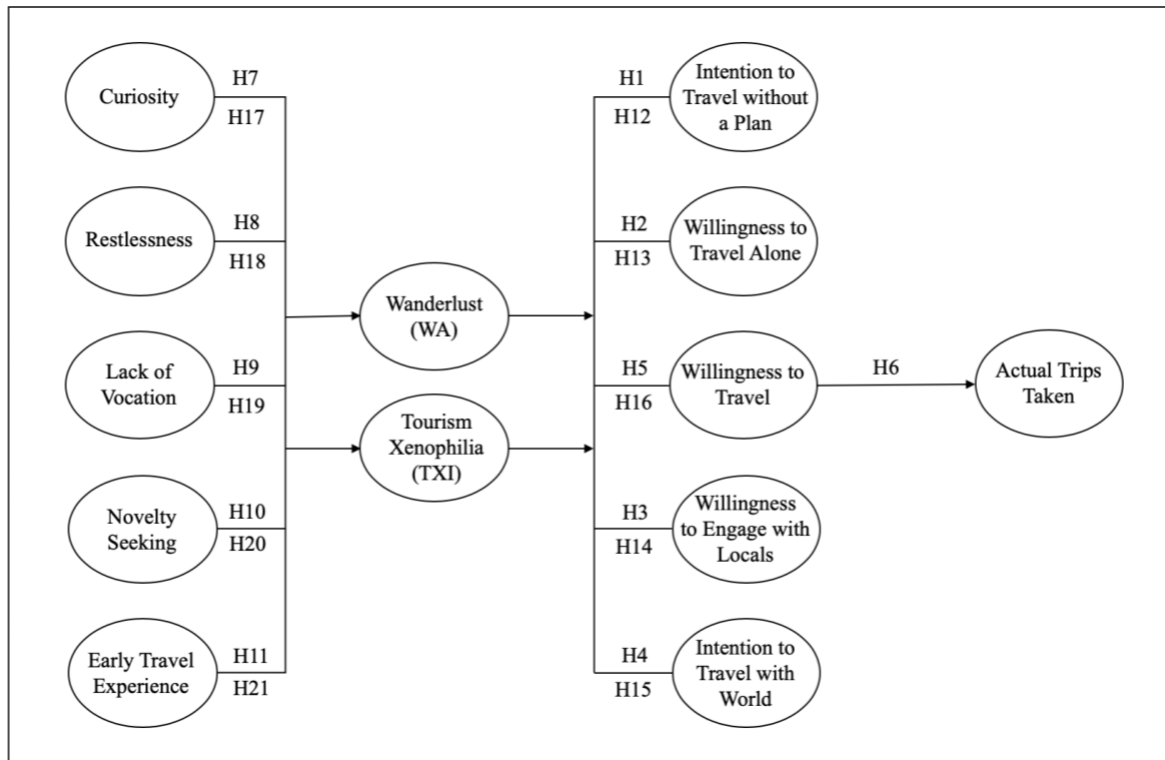 H7
Curiosity
H17
H8
Restlessness
H18
Lack of
Vocation
H9
H19
Novelty
Seeking
H10
H20
Early Travel
Experience
H11
H21
Wanderlust
(WA)
Tourism
Xenophilia
(TXI)
H1
H12
Intention to
Travel without
a Plan
H2
H13
Willingness to
Travel Alone
H5
H16
Willingness to
Travel
H6
Actual Trips
Taken
H3
H14
Willingness
to Engage with
Locals
H4
H15
Intention to
Travel with
World